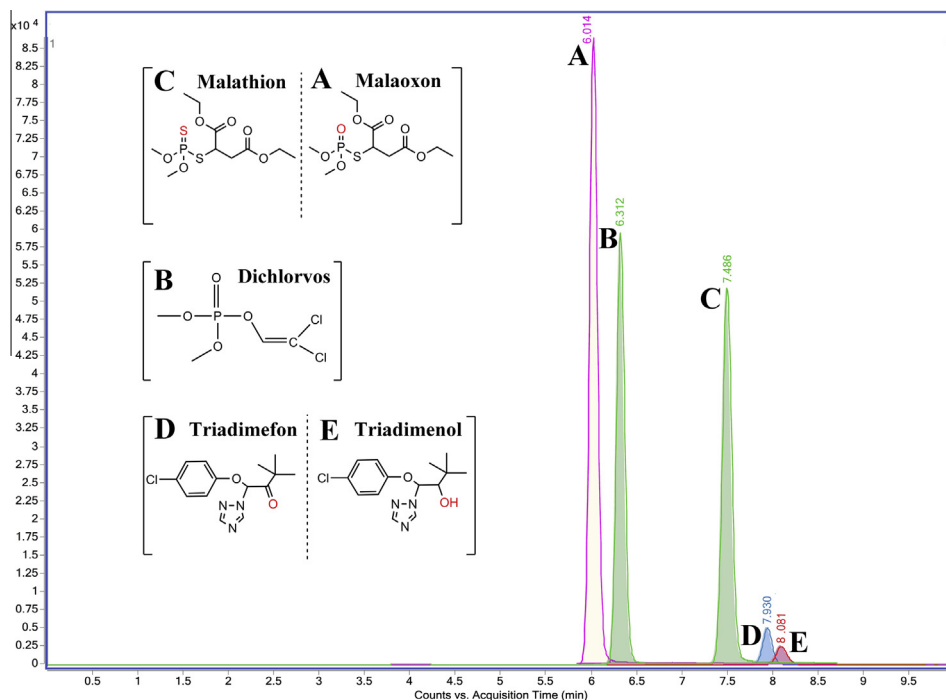 x10 4
1
8.5
8
7.75
7.5
7.25
7
6.75
6.5
6.25
6
5.75
5.5
5.25
5
4.75
4.5
4.25
4
3.75
3.5
3.25
3
2.75
2.5
2.25
2
1.75
1.5
1.25
1
0.75
0.5
0.25
0
C Malathion A Malaoxon
O O
S O O O
O P S O P S
O O O O
O O O O
B Dichlorvos
O
O P O Cl
O C
Cl
D Triadimefon E Triadimenol
Cl O O
N N
N
Cl O OH
N N
N
A 6.014
B 6.312
C 7.486
D 7.930
E 8.081
0.5 1 1.5 2 2.5 3 3.5 4 4.5 5 5.5 6 6.5 7 7.5 8 8.5 9 9.5
Counts vs. Acquisition Time (min)